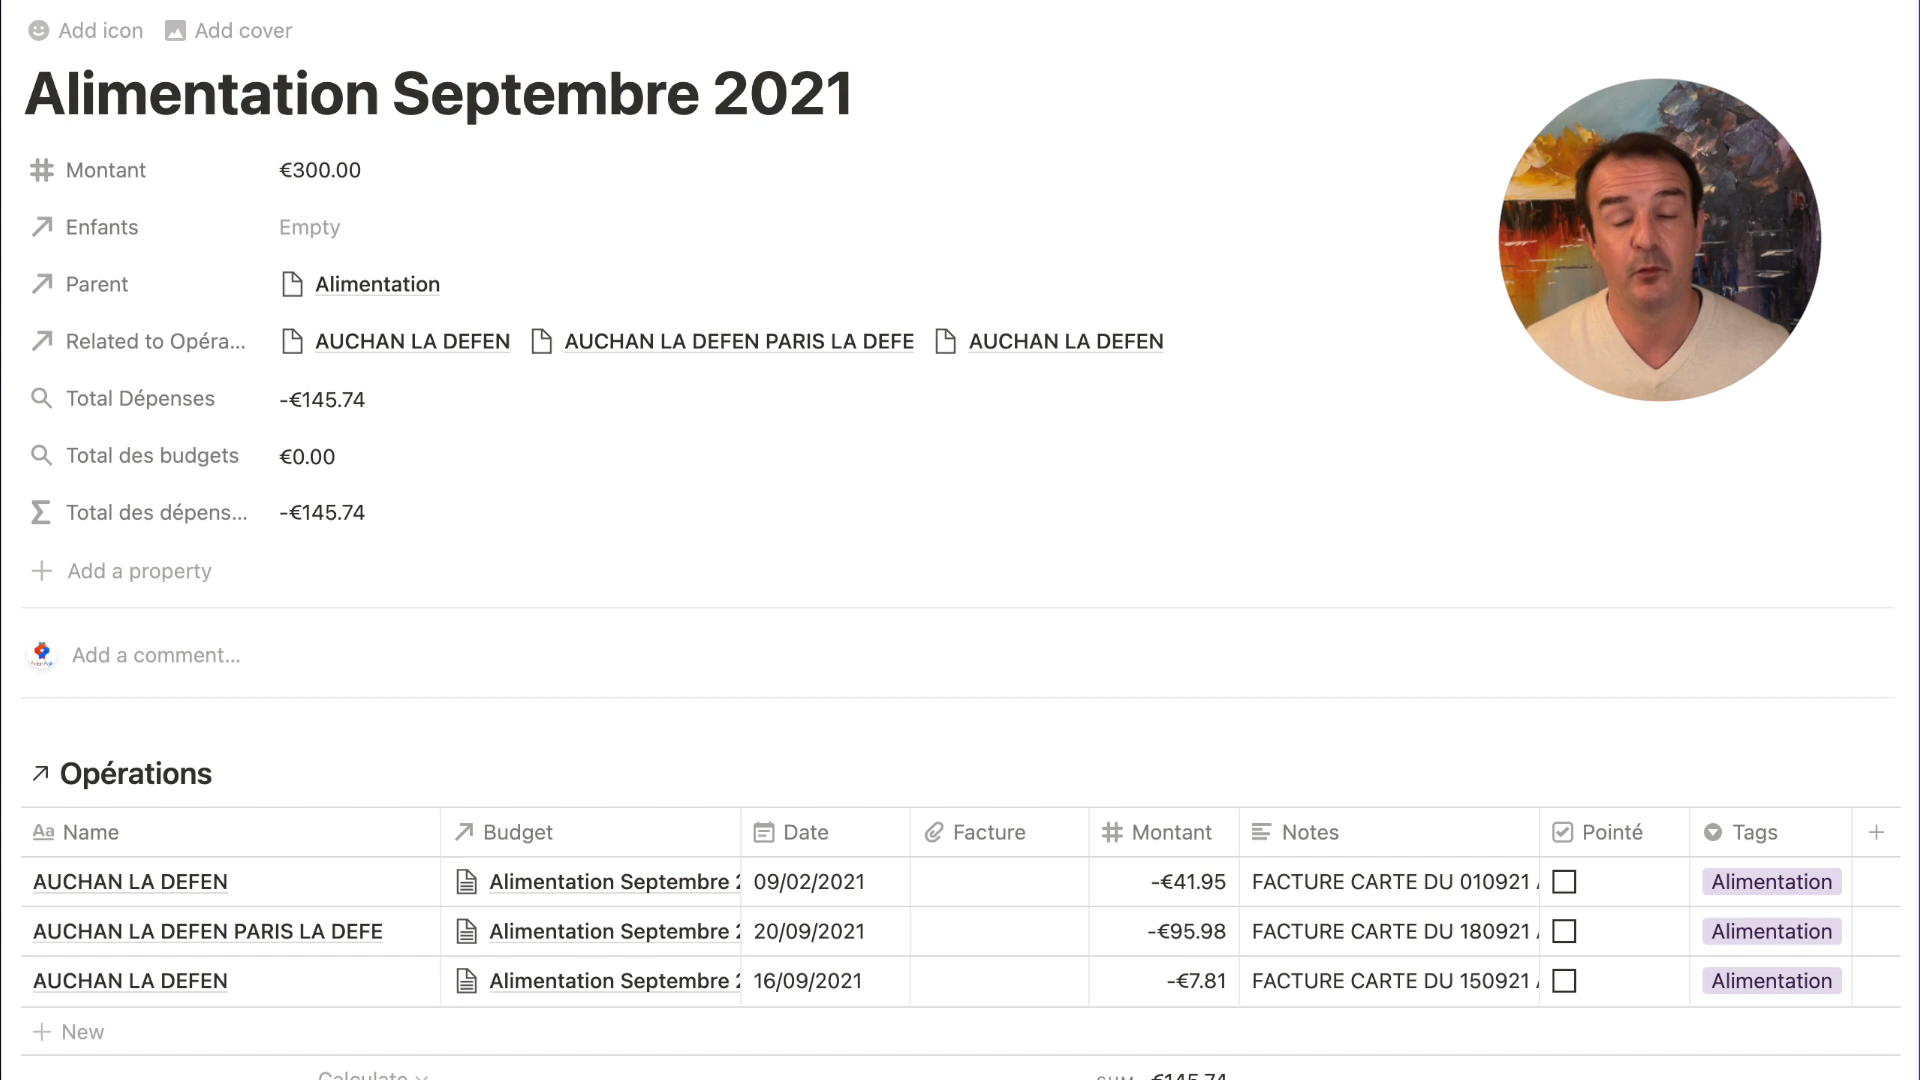 Add icon Add cover
Alimentation Septembre 2021
Montant €300.00
Enfants Empty
Parent Alimentation
Related to Opéra... AUCHAN LA DEFEN AUCHAN LA DEFEN PARIS LA DEFE AUCHAN LA DEFEN
Total Dépenses -€145.74
Total des budgets €0.00
Total des dépens... -€145.74
Add a property
Add a comment...
Opérations
Aa Name Budget Date Facture Montant Notes Pointé Tags
AUCHAN LA DEFEN Alimentation Septembre 09/02/2021 -€41.95 FACTURE CARTE DU 010921 Alimentation
AUCHAN LA DEFEN PARIS LA DEFE Alimentation Septembre 20/09/2021 -€95.98 FACTURE CARTE DU 180921 Alimentation
AUCHAN LA DEFEN Alimentation Septembre 16/09/2021 -€7.81 FACTURE CARTE DU 150921 Alimentation
New
Calculate SUM -€145.74